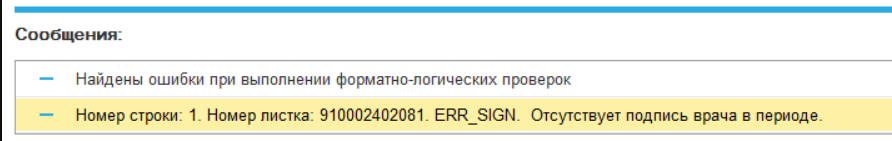 Сообщения:
Найдены ошибки при выполнении форматно-логических проверок
Номер строки: 1. Номер листка: 910002402081. ERR_SIGN. Отсутствует подпись врача в периоде.